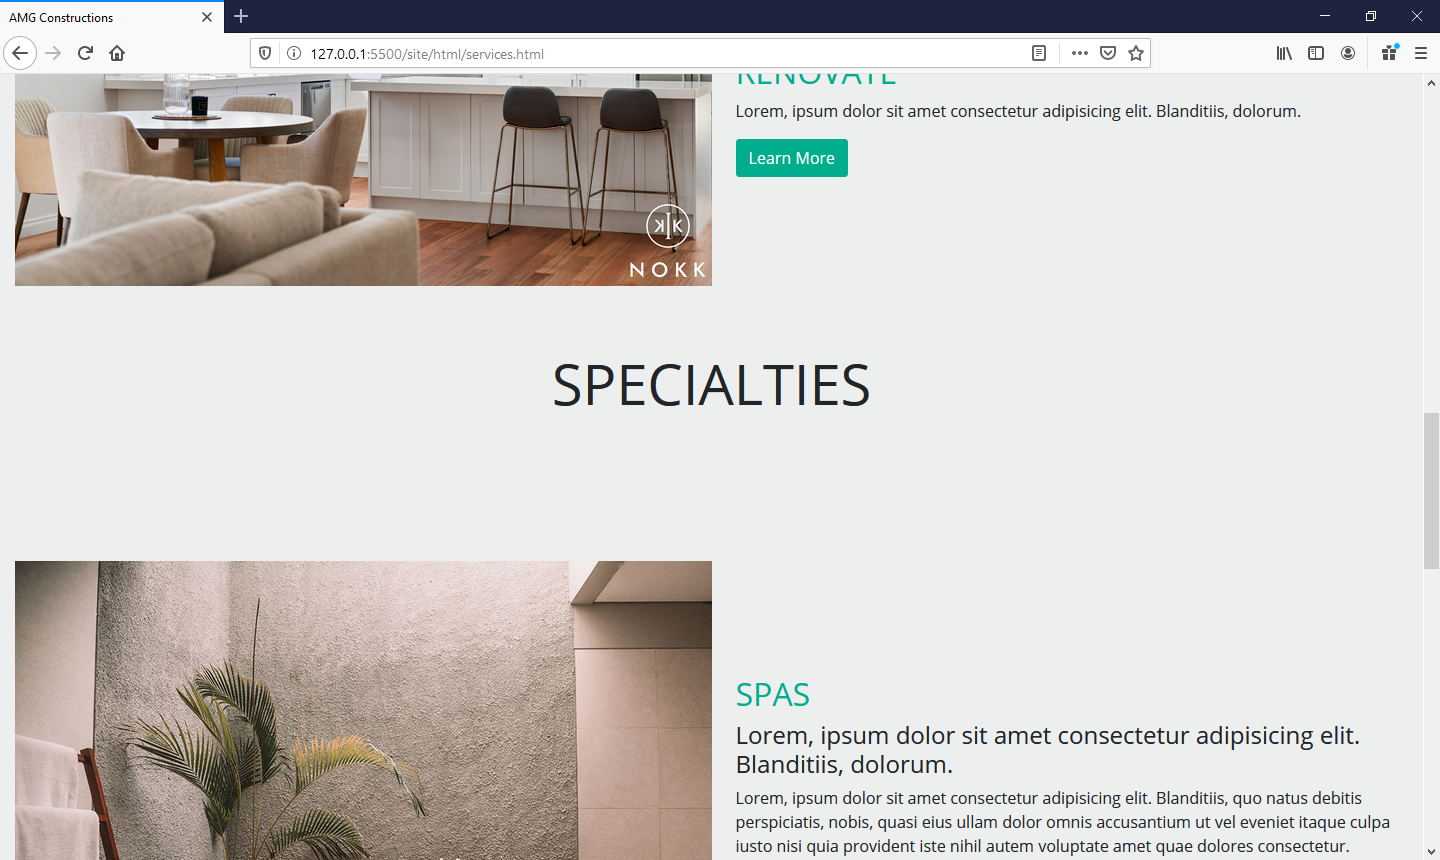 AMG Constructions
127.0.0.1:5500/site/html/services.html
RENOVATE
Lorem, ipsum dolor sit amet consectetur adipisicing elit. Blanditiis, dolorum.
Learn More
K|K
NOKK
SPECIALTIES
SPAS
Lorem, ipsum dolor sit amet consectetur adipisicing elit.
Blanditiis, dolorum.
Lorem, ipsum dolor sit amet consectetur adipisicing elit. Blanditiis, quo natus debitis
perspiciatis, nobis, quasi eius ullam dolor omnis accusantium ut vel eveniet itaque culpa
iusto nisi quia provident iste nihil autem voluptate amet quae dolores consectetur.